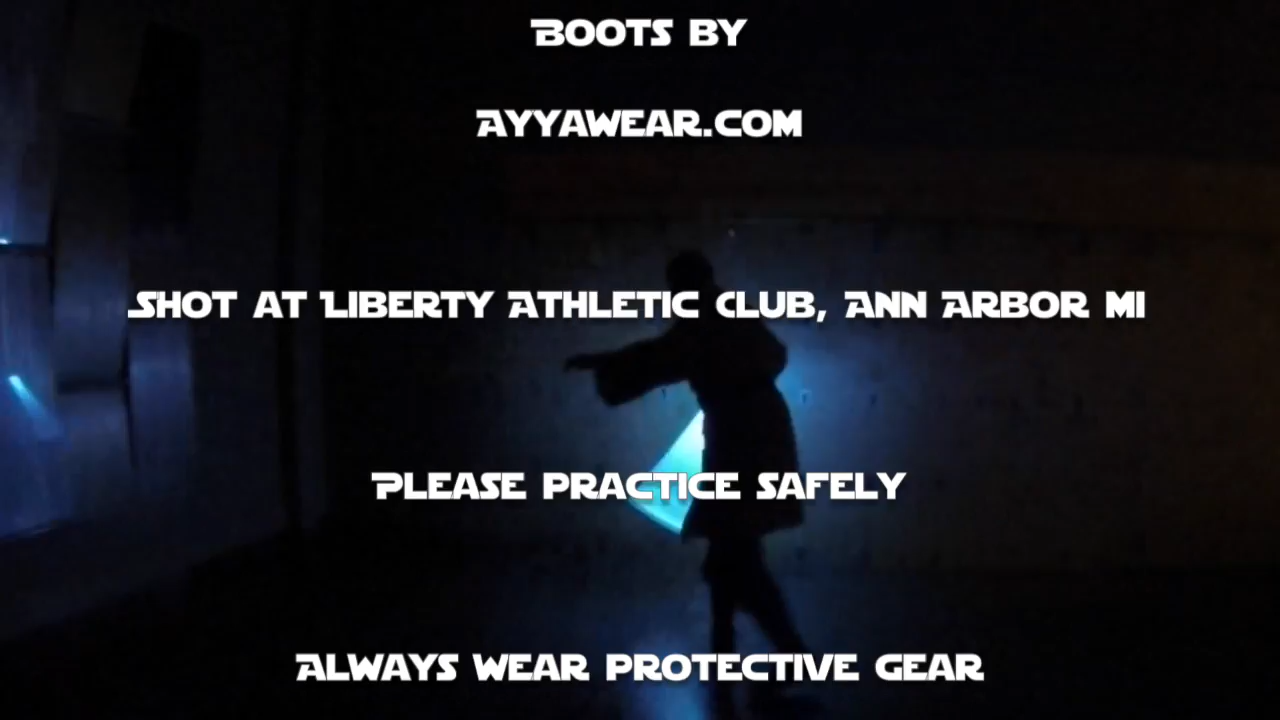 Boots by
Ayyawear.com
Shot at Liberty Athletic Club, Ann Arbor MI
Please practice safely
Always wear protective gear